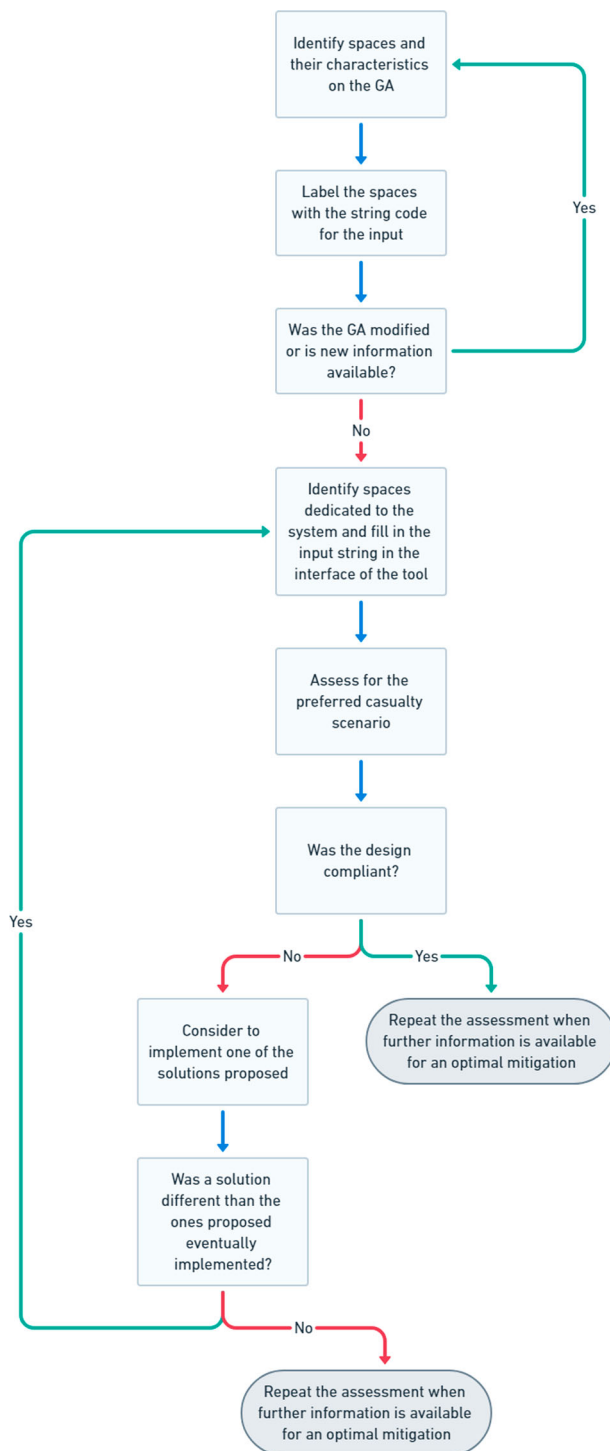 Identify spaces and
their characteristics
on the GA
Yes
Label the spaces
with the string code
for the input
Was the GA modified
or is new information
available?
No
Identify spaces
dedicated to the
system and fill in the
input string in the
interface of the tool
Assess for the
preferred casualty
scenario
Was the design
compliant?
Yes
No
Yes
Consider to
implement one of the
solutions proposed
Repeat the assessment when
further information is available
for an optimal mitigation
Was a solution
different than the
ones proposed
eventually
implemented?
No
Repeat the assessment when
further information is available
for an optimal mitigation